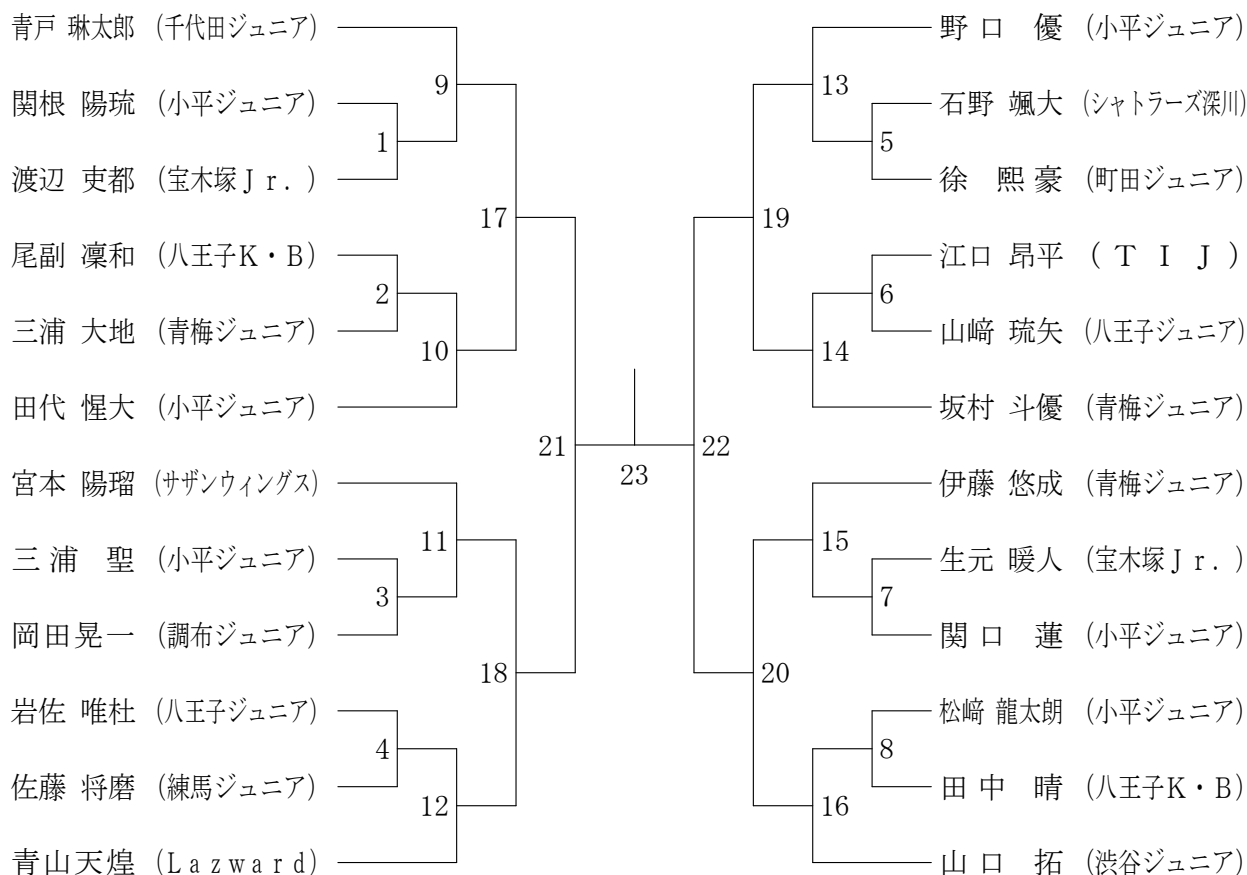 青戸 琳太郎 (千代田ジュニア)
関根 陽琉 (小平ジュニア)
渡辺 吏都 (宝木塚Ｊｒ.)
尾副 凜和 (八王子Ｋ・Ｂ)
三浦 大地 (青梅ジュニア)
田代 惺大 (小平ジュニア)
宮本 陽瑠 (サザンウィングス)
三浦 聖 (小平ジュニア)
岡田晃一 (調布ジュニア)
岩佐 唯杜 (八王子ジュニア)
佐藤 将磨 (練馬ジュニア)
青山天煌 (Ｌａｚｗａｒｄ)
9
1
17
2
10
21
11
3
18
4
12
23
野口 優 (小平ジュニア)
石野 颯大 (シャトラーズ深川)
徐 熙豪 (町田ジュニア)
江口 昂平 (ＴＩＪ)
山﨑 琉矢 (八王子ジュニア)
坂村 斗優 (青梅ジュニア)
伊藤 悠成 (青梅ジュニア)
生元 暖人 (宝木塚Ｊｒ.)
関口 蓮 (小平ジュニア)
松﨑 龍太朗 (小平ジュニア)
田中 晴 (八王子Ｋ・Ｂ)
山口 拓 (渋谷ジュニア)
13
5
19
6
14
22
15
7
20
8
16